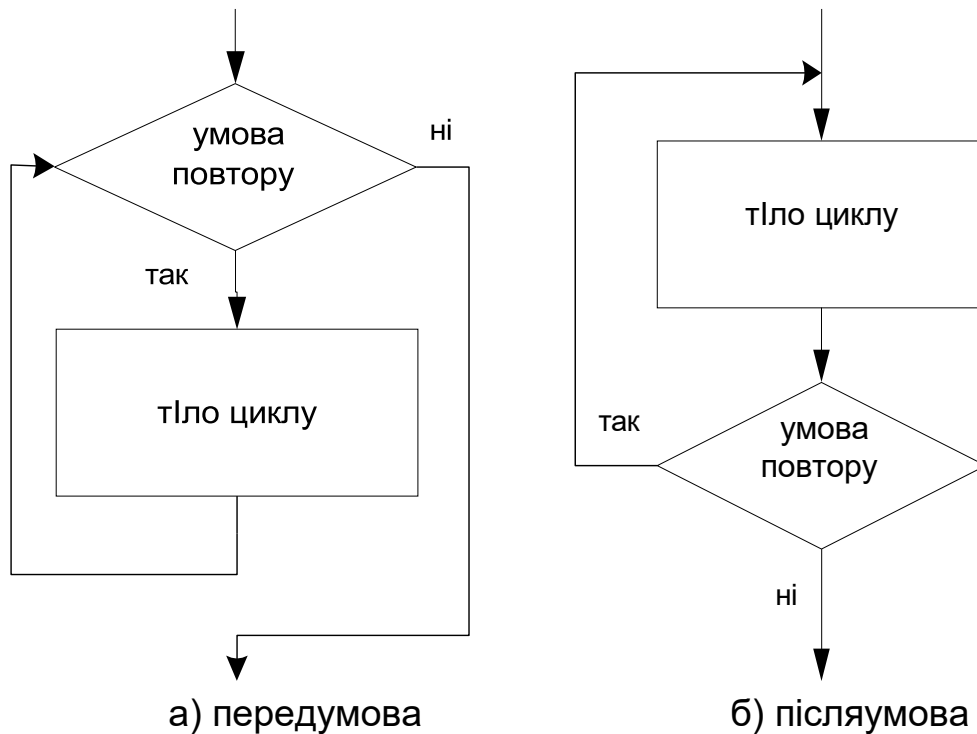 умова
повтору
ні
так
тІло циклу
а) передумова
тІло циклу
так
умова
повтору
ні
б) післяумова